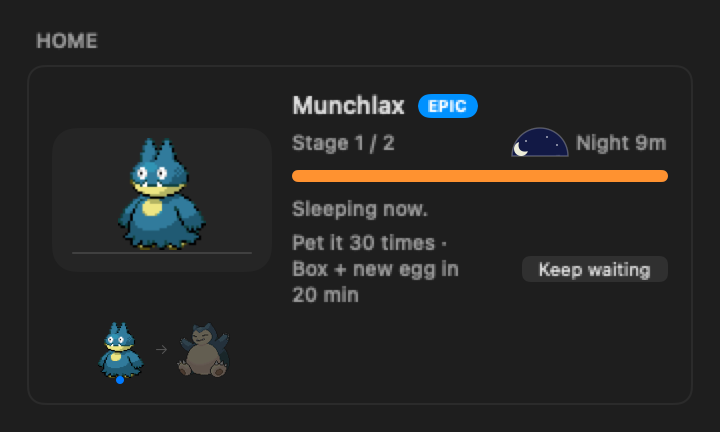 HOME
Munchlax EPIC
Stage 1 / 2 Night 9m
Sleeping now.
Pet it 30 times ·
Box + new egg in
20 min
Keep waiting
→